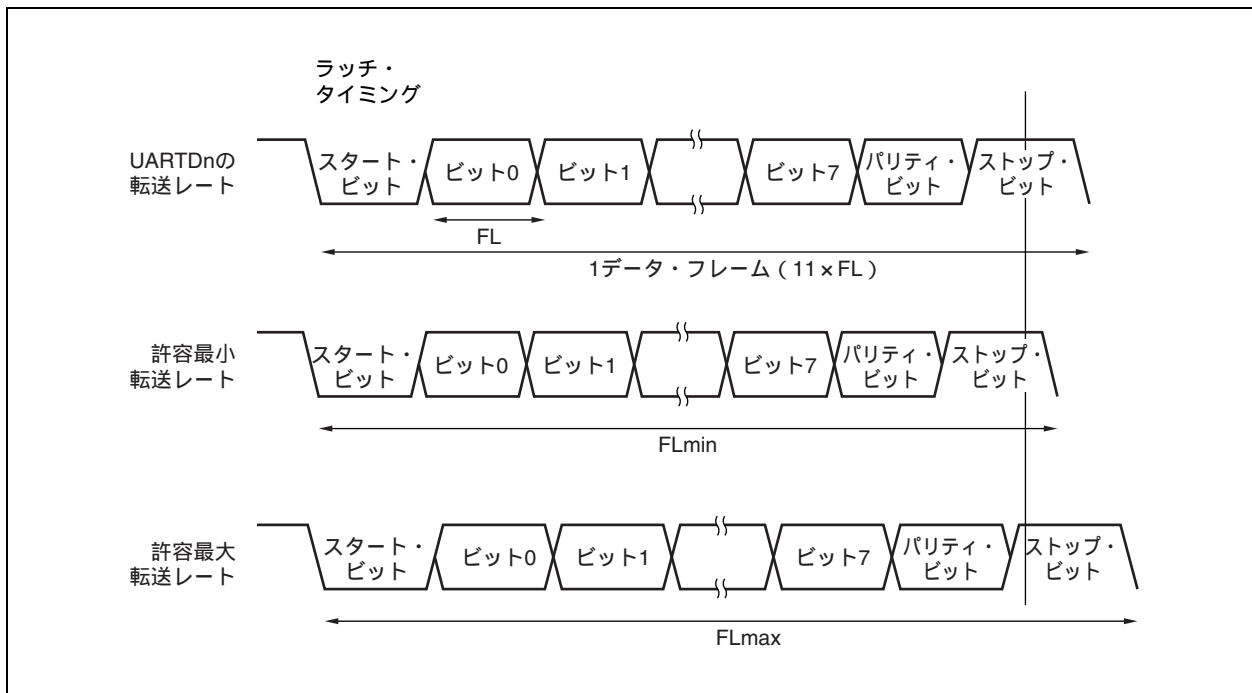 ラッチ・
タイミング
UARTDnの
転送レート
スタート・
ビット
ビット0
ビット1
ビット7
パリティ・
ビット
ストップ・
ビット
FL
1データ・フレーム（11×FL）
許容最小
転送レート
スタート・
ビット
ビット0
ビット1
ビット7
パリティ・
ビット
ストップ・
ビット
FLmin
許容最大
転送レート
スタート・
ビット
ビット0
ビット1
ビット7
パリティ・
ビット
ストップ・
ビット
FLmax